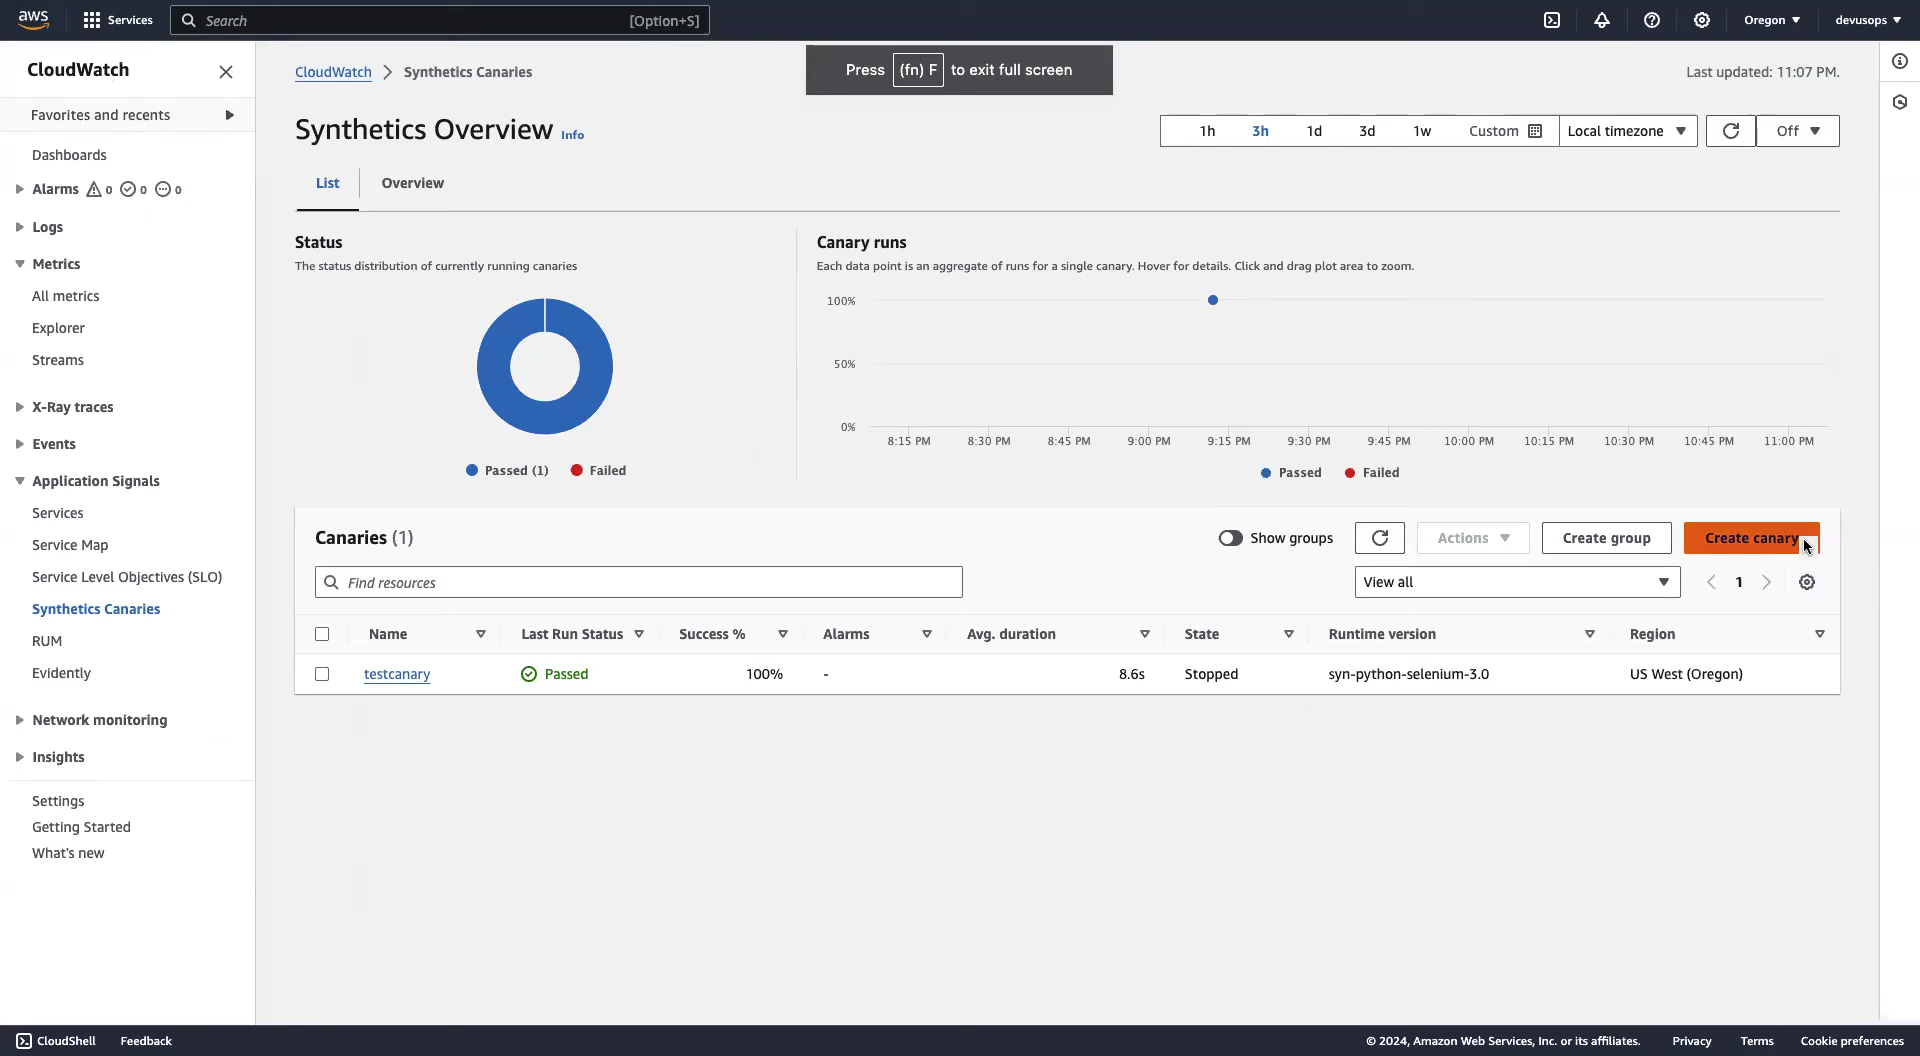 aws Services Search [Option+S] Oregon devusops
CloudWatch
Favorites and recents
Dashboards
Alarms 0 0 0
Logs
Metrics
All metrics
Explorer
Streams
X-Ray traces
Events
Application Signals
Services
Service Map
Service Level Objectives (SLO)
Synthetics Canaries
RUM
Evidently
Network monitoring
Insights
Settings
Getting Started
What's new
CloudWatch Synthetics Canaries
Press (fn) F to exit full screen
Last updated: 11:07 PM.
Synthetics Overview Info
1h 3h 1d 3d 1w Custom Local timezone Off
List Overview
Status
The status distribution of currently running canaries
Passed (1) Failed
Canary runs
Each data point is an aggregate of runs for a single canary. Hover for details. Click and drag plot area to zoom.
100%
50%
0%
8:15 PM 8:30 PM 8:45 PM 9:00 PM 9:15 PM 9:30 PM 9:45 PM 10:00 PM 10:15 PM 10:30 PM 10:45 PM 11:00 PM
Passed Failed
Canaries (1) Show groups Actions Create group Create canary
Find resources View all 1
Name Last Run Status Success % Alarms Avg. duration State Runtime version Region
testcanary Passed 100% - 8.6s Stopped syn-python-selenium-3.0 US West (Oregon)
CloudShell Feedback © 2024, Amazon Web Services, Inc. or its affiliates. Privacy Terms Cookie preferences